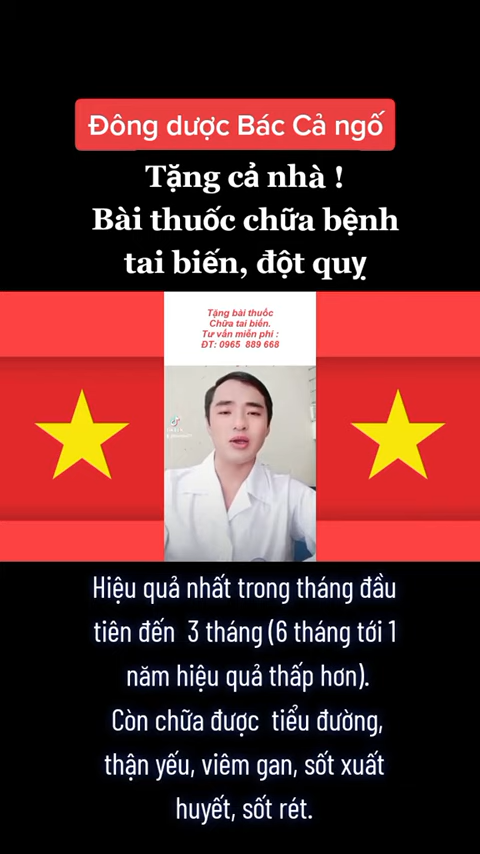 Đông dược Bác Cả ngố
Tặng cả nhà !
Bài thuốc chữa bệnh
tai biến, đột quỵ
Tặng bài thuốc
Chữa tai biến.
Tư vấn miễn phí :
ĐT: 0965 889 668
Hiệu quả nhất trong tháng đầu
tiên đến 3 tháng (6 tháng tới 1
năm hiệu quả thấp hơn).
Còn chữa được tiểu đường,
thận yếu, viêm gan, sốt xuất
huyết, sốt rét.